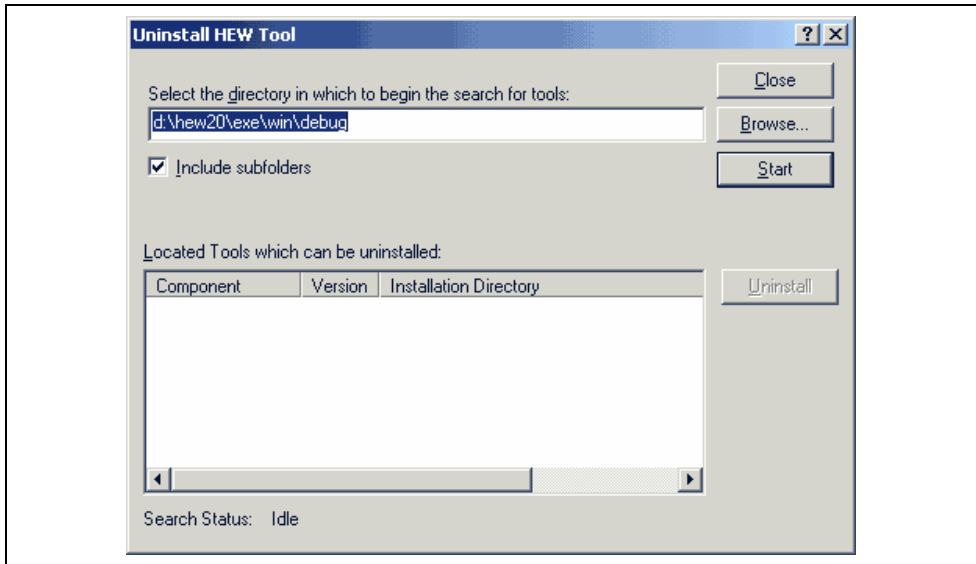 Uninstall HEW Tool
Close
Select the directory in which to begin the search for tools:
d:\hew20\exe\win\debug
Browse...
Include subfolders
Start
Located Tools which can be uninstalled:
Component Version Installation Directory
Uninstall
Search Status: Idle